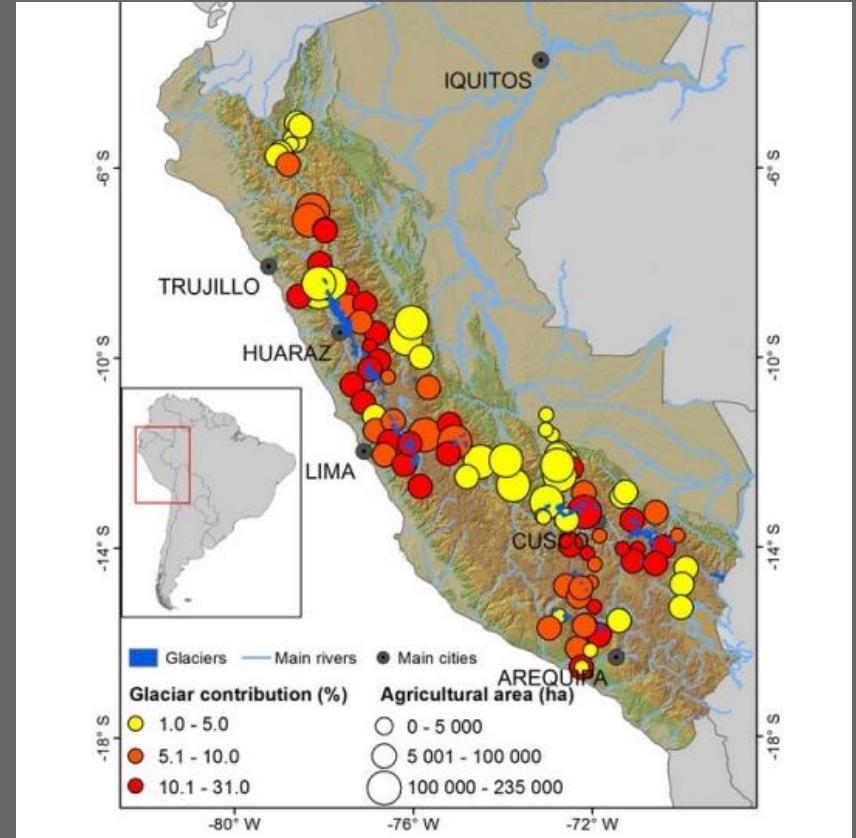 IQUITOS
-6° S
-6° S
TRUJILLO
HUARAZ
-10° S
-10° S
LIMA
CUSCO
-14° S
-14° S
Glaciers Main rivers Main cities
AREQUIPA
Glaciar contribution (%) Agricultural area (ha)
1.0 - 5.0 0 - 5 000
-18° S
-18° S
5.1 - 10.0 5 001 - 100 000
10.1 - 31.0 100 000 - 235 000
-80° W -76° W -72° W